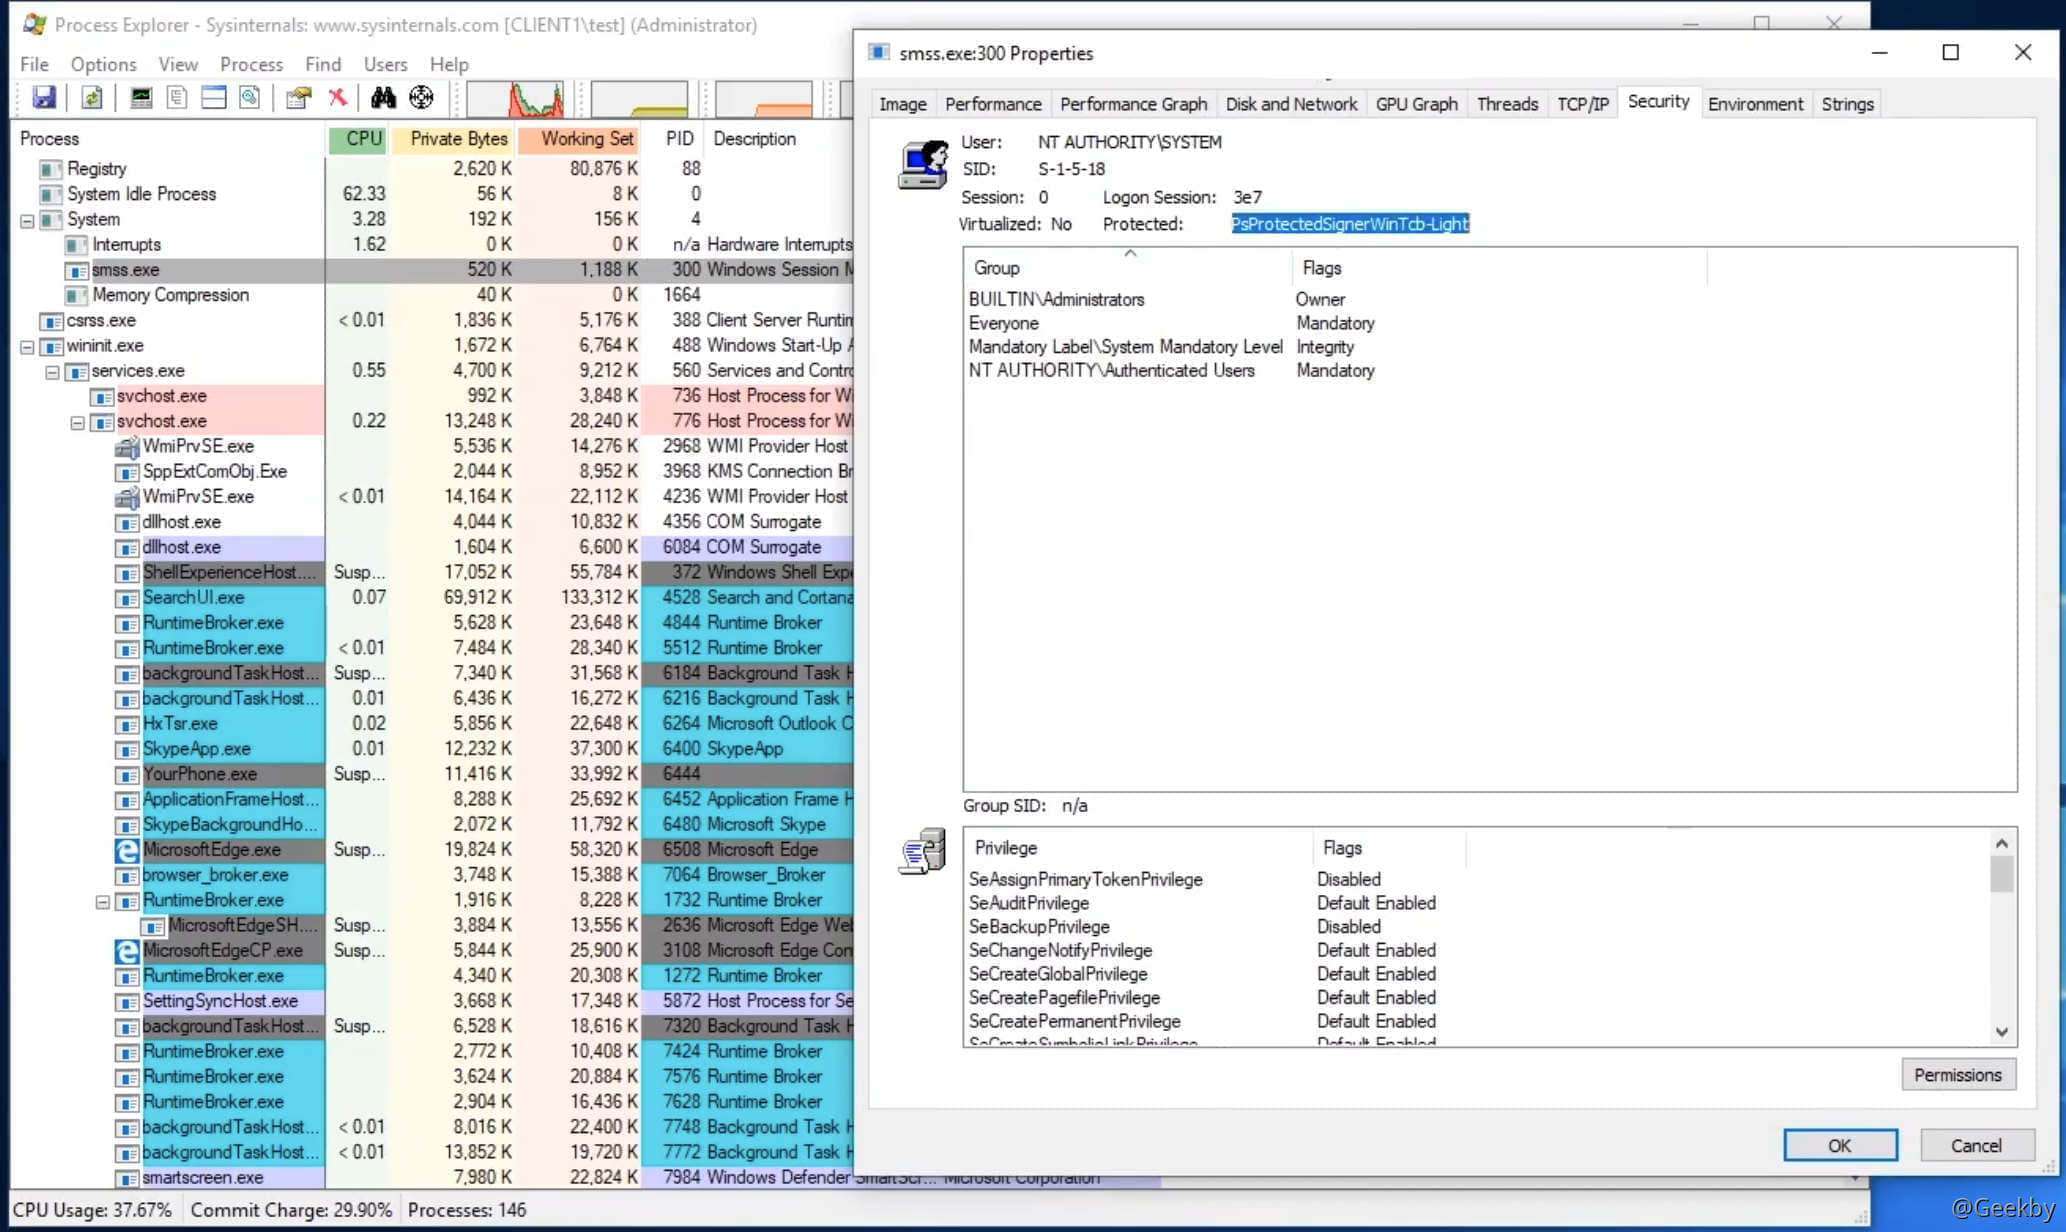 Process Explorer - Sysinternals: www.sysinternals.com [CLIENT1\test] (Administrator)
File Options View Process Find Users Help
Process CPU Private Bytes Working Set PID Description
Registry 2,620 K 80,876 K 88
System Idle Process 62.33 56 K 8 K 0
System 3.28 192 K 156 K 4
Interrupts 1.62 0 K 0 K n/a Hardware Interrupts
smss.exe 520 K 1,188 K 300 Windows Session M
Memory Compression 40 K 0 K 1664
csrss.exe < 0.01 1,836 K 5,176 K 388 Client Server Runtim
wininit.exe 1,672 K 6,764 K 488 Windows Start-Up A
services.exe 0.55 4,700 K 9,212 K 560 Services and Contro
svchost.exe 992 K 3,848 K 736 Host Process for Wi
svchost.exe 0.22 13,248 K 28,240 K 776 Host Process for Wi
WmiPrvSE.exe 5,536 K 14,276 K 2968 WMI Provider Host
SppExtComObj.Exe 2,044 K 8,952 K 3968 KMS Connection Br
WmiPrvSE.exe < 0.01 14,164 K 22,112 K 4236 WMI Provider Host
dllhost.exe 4,044 K 10,832 K 4356 COM Surrogate
dllhost.exe 1,604 K 6,600 K 6084 COM Surrogate
ShellExperienceHost.... Susp... 17,052 K 55,784 K 372 Windows Shell Expe
SearchUI.exe 0.07 69,912 K 133,312 K 4528 Search and Cortana
RuntimeBroker.exe 5,628 K 23,648 K 4844 Runtime Broker
RuntimeBroker.exe < 0.01 7,484 K 28,340 K 5512 Runtime Broker
backgroundTaskHost... Susp... 7,340 K 31,568 K 6184 Background Task H
backgroundTaskHost... 0.01 6,436 K 16,272 K 6216 Background Task H
HxTsr.exe 0.02 5,856 K 22,648 K 6264 Microsoft Outlook C
SkypeApp.exe 0.01 12,232 K 37,300 K 6400 SkypeApp
YourPhone.exe Susp... 11,416 K 33,992 K 6444
ApplicationFrameHost... 8,288 K 25,692 K 6452 Application Frame H
SkypeBackgroundHo... 2,072 K 11,792 K 6480 Microsoft Skype
MicrosoftEdge.exe Susp... 19,824 K 58,320 K 6508 Microsoft Edge
browser_broker.exe 3,748 K 15,388 K 7064 Browser_Broker
RuntimeBroker.exe 1,916 K 8,228 K 1732 Runtime Broker
MicrosoftEdgeSH.... Susp... 3,884 K 13,556 K 2636 Microsoft Edge Web
MicrosoftEdgeCP.exe Susp... 5,844 K 25,900 K 3108 Microsoft Edge Con
RuntimeBroker.exe 4,340 K 20,308 K 1272 Runtime Broker
SettingSyncHost.exe 3,668 K 17,348 K 5872 Host Process for Se
backgroundTaskHost... Susp... 6,528 K 18,616 K 7320 Background Task H
RuntimeBroker.exe 2,772 K 10,408 K 7424 Runtime Broker
RuntimeBroker.exe 3,624 K 20,884 K 7576 Runtime Broker
RuntimeBroker.exe 2,904 K 16,436 K 7628 Runtime Broker
backgroundTaskHost... < 0.01 8,016 K 22,400 K 7748 Background Task H
backgroundTaskHost... < 0.01 13,852 K 19,720 K 7772 Background Task H
smartscreen.exe 7,980 K 22,824 K 7984 Windows Defender SmartScr... Microsoft Corporation
CPU Usage: 37.67% Commit Charge: 29.90% Processes: 146
smss.exe:300 Properties
Image Performance Performance Graph Disk and Network GPU Graph Threads TCP/IP Security Environment Strings
User: NT AUTHORITY\SYSTEM
SID: S-1-5-18
Session: 0 Logon Session: 3e7
Virtualized: No Protected: PsProtectedSignerWinTcb-Light
Group Flags
BUILTIN\Administrators Owner
Everyone Mandatory
Mandatory Label\System Mandatory Level Integrity
NT AUTHORITY\Authenticated Users Mandatory
Group SID: n/a
Privilege Flags
SeAssignPrimaryTokenPrivilege Disabled
SeAuditPrivilege Default Enabled
SeBackupPrivilege Disabled
SeChangeNotifyPrivilege Default Enabled
SeCreateGlobalPrivilege Default Enabled
SeCreatePagefilePrivilege Default Enabled
SeCreatePermanentPrivilege Default Enabled
SeCreateSymbolicLinkPrivilege Default Enabled
Permissions
OK Cancel
@Geekby